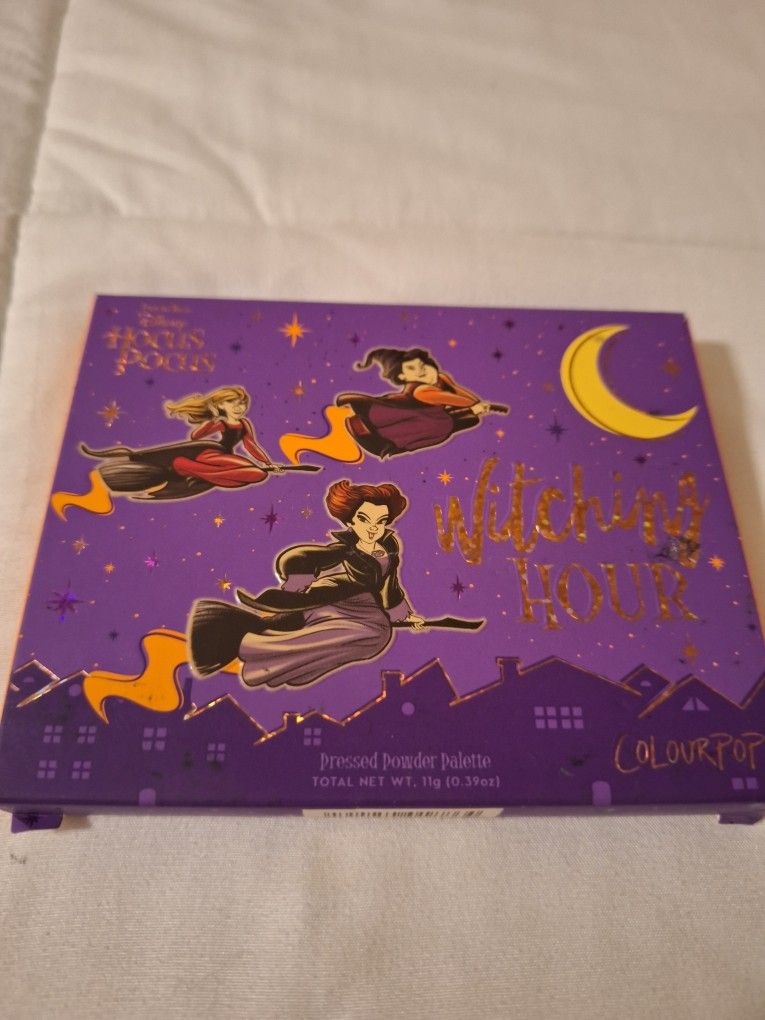 Disney
HOCUS
POCUS
Witching
HOUR
Pressed Powder Palette
TOTAL NET WT. 11g (0.39oz)
COLOURPOP